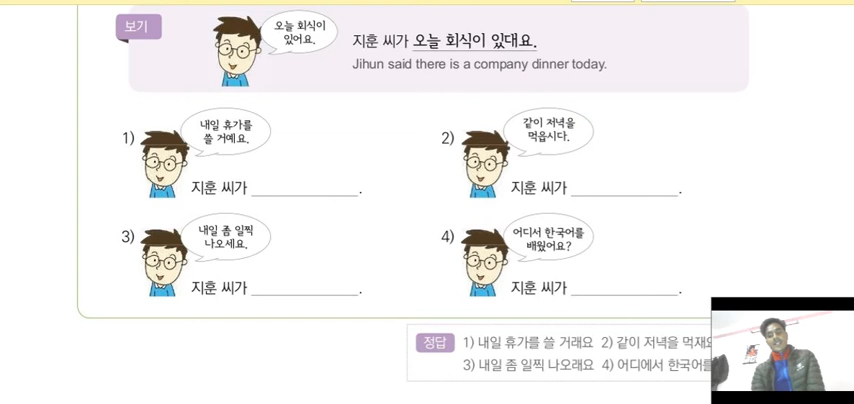 보기
오늘 회식이
있어요.
지훈 씨가 오늘 회식이 있대요.
Jihun said there is a company dinner today.
1)
내일 휴가를
쓸 거예요.
지훈 씨가 ______________.
2)
같이 저녁을
먹읍시다.
지훈 씨가 ______________.
3)
내일 좀 일찍
나오세요.
지훈 씨가 ______________.
4)
어디서 한국어를
배웠어요?
지훈 씨가 ______________.
정답 1) 내일 휴가를 쓸 거래요 2) 같이 저녁을 먹재
3) 내일 좀 일찍 나오래요 4) 어디에서 한국어를